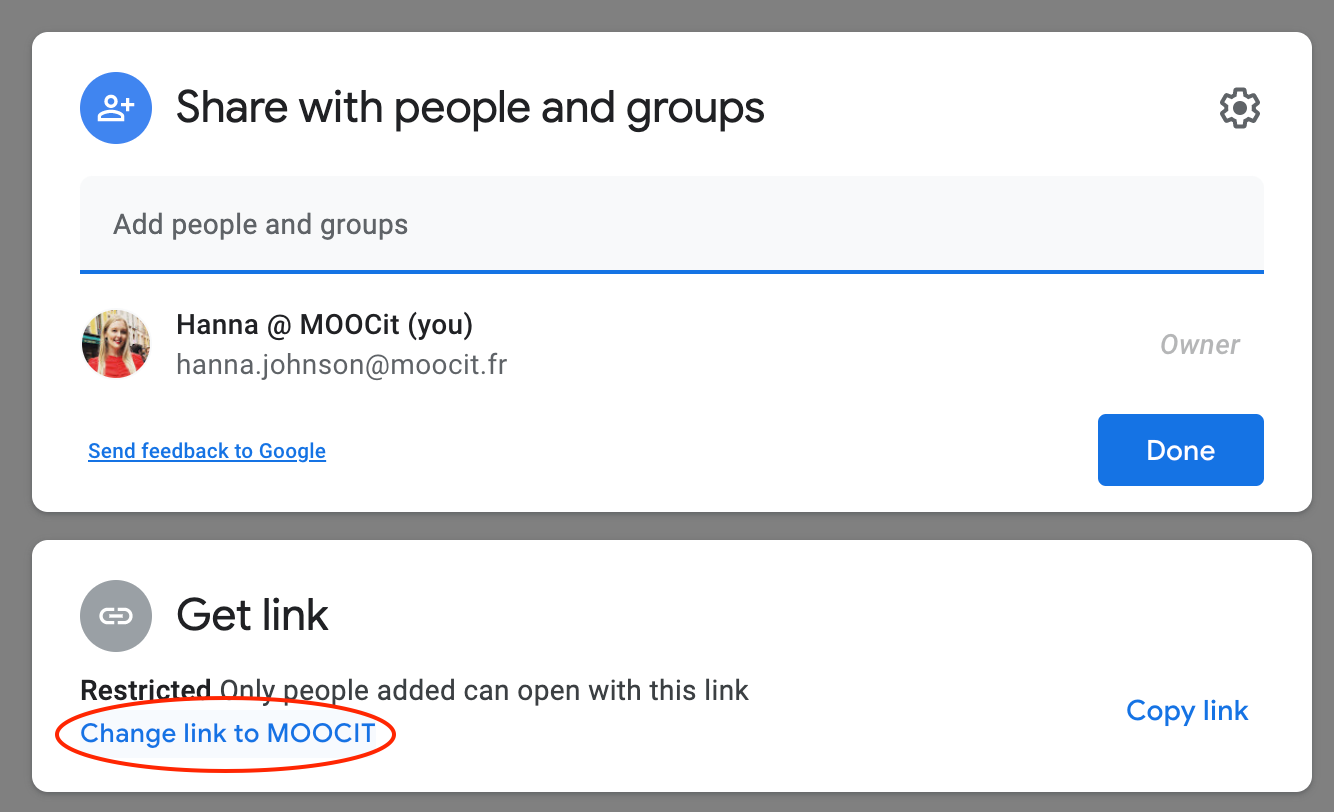 Share with people and groups
Add people and groups
Hanna @ MOOCit (you)
hanna.johnson@moocit.fr
Owner
Send feedback to Google
Done
Get link
Restricted Only people added can open with this link
Change link to MOOCIT
Copy link